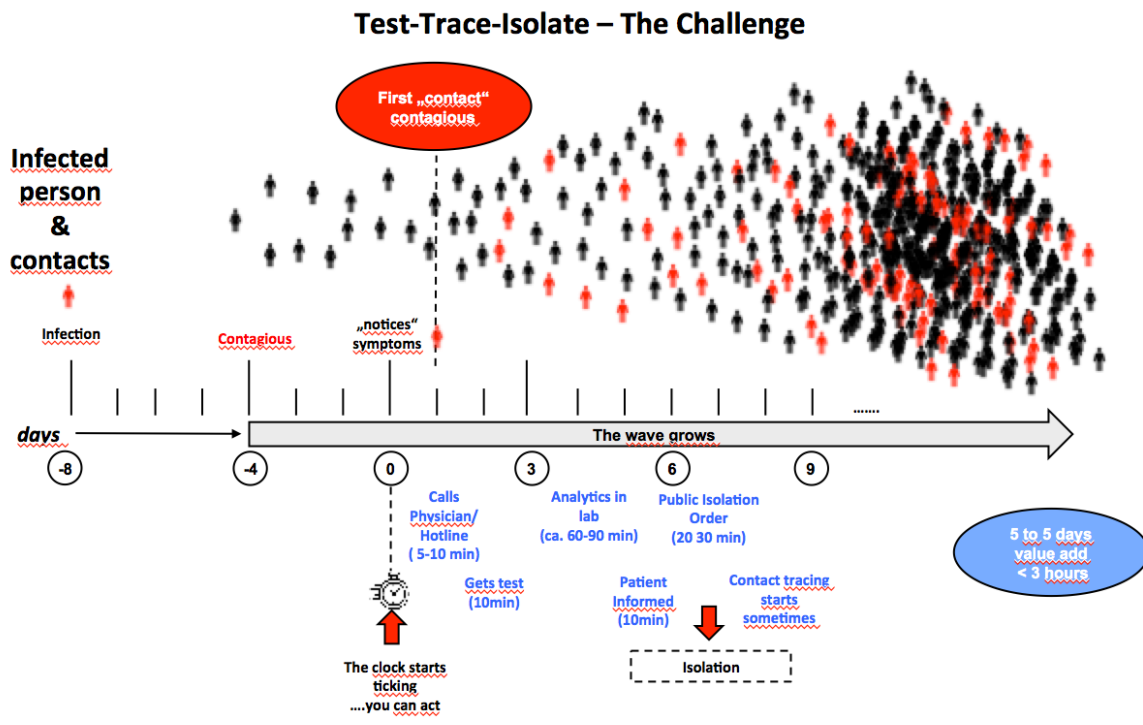 Test-Trace-Isolate – The Challenge
First „contact“
contagious
Infected
person
&
contacts
Infection
Contagious
„notices“
symptoms
.......
days
The wave grows
-8
-4
0
3
6
9
Calls
Physician/
Hotline
( 5-10 min)
Analytics in
lab
(ca. 60-90 min)
Public Isolation
Order
(20 30 min)
5 to 5 days
value add
< 3 hours
Gets test
(10min)
Patient
Informed
(10min)
Contact tracing
starts
sometimes
The clock starts
ticking
....you can act
Isolation